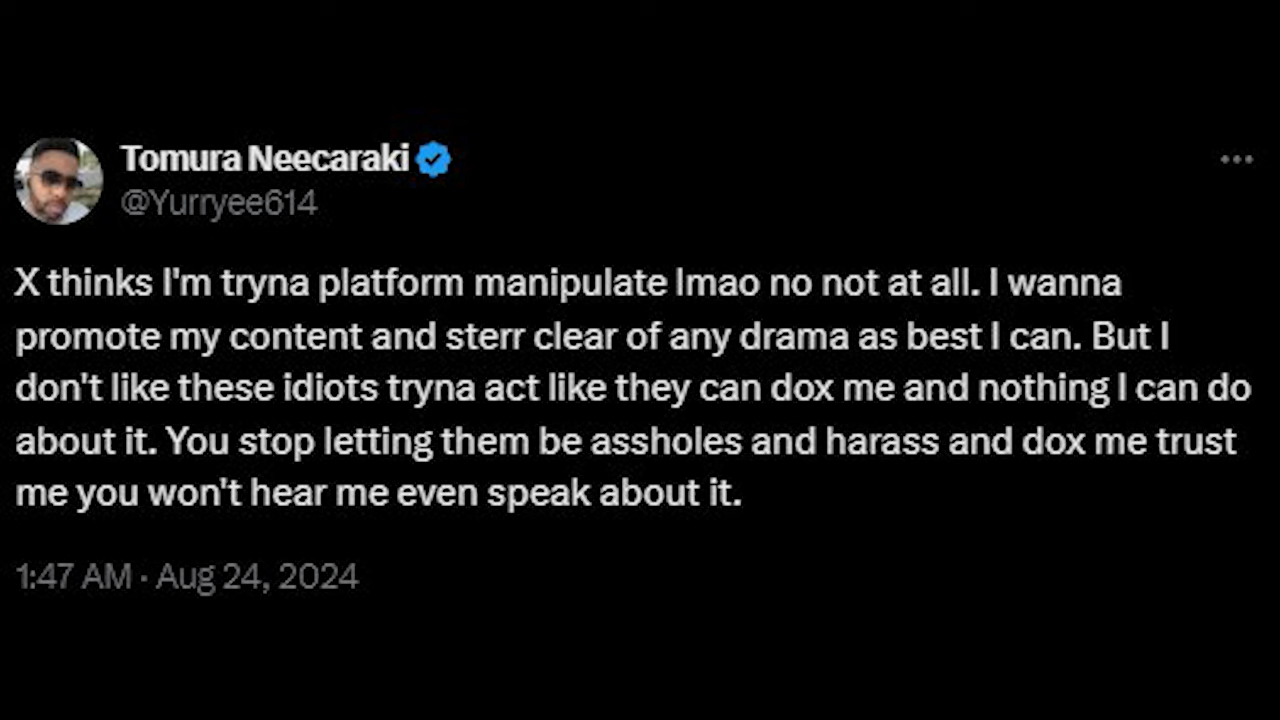 Tomura Neecaraki
@Yurryee614
X thinks I'm tryna platform manipulate lmao no not at all. I wanna
promote my content and sterr clear of any drama as best I can. But I
don't like these idiots tryna act like they can dox me and nothing I can do
about it. You stop letting them be assholes and harass and dox me trust
me you won't hear me even speak about it.
1:47 AM · Aug 24, 2024